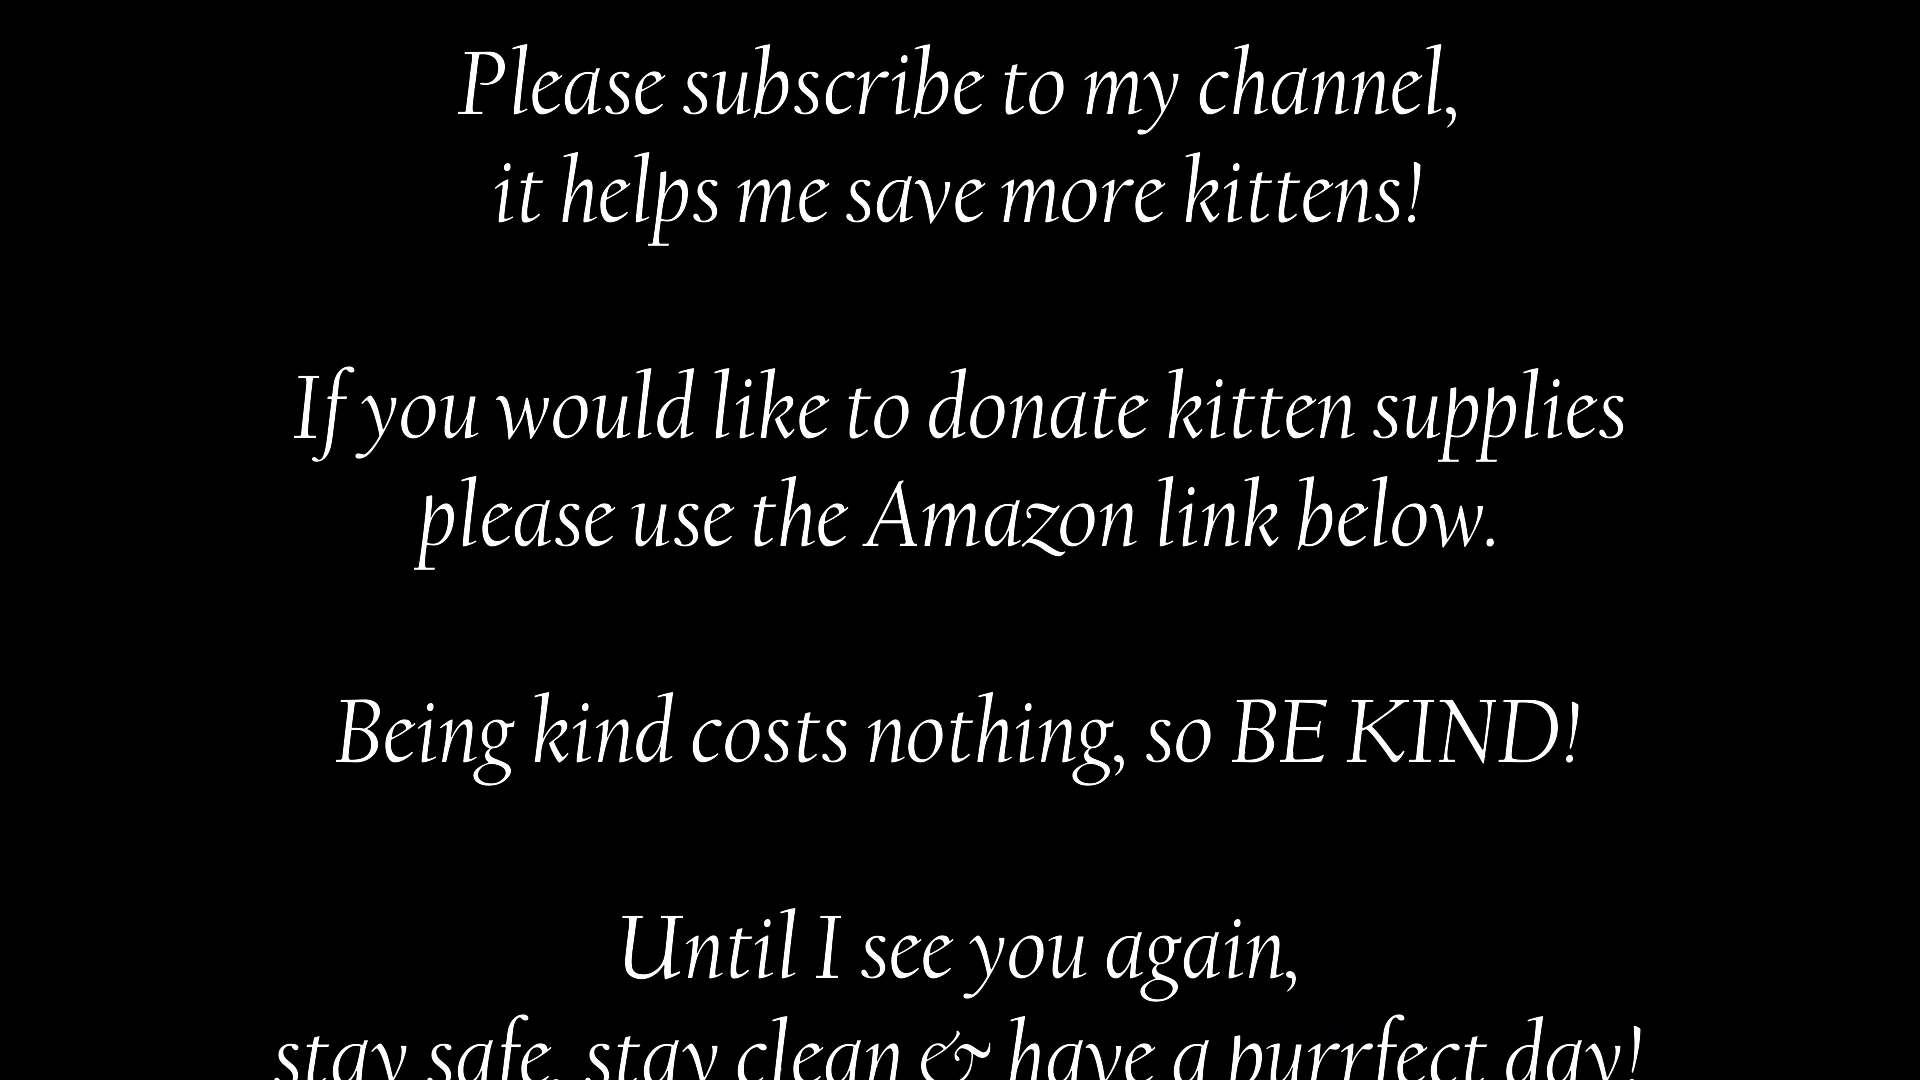 Please subscribe to my channel,
it helps me save more kittens!
If you would like to donate kitten supplies
please use the Amazon link below.
Being kind costs nothing, so BE KIND!
Until I see you again,
stay safe, stay clean & have a purrfect day!